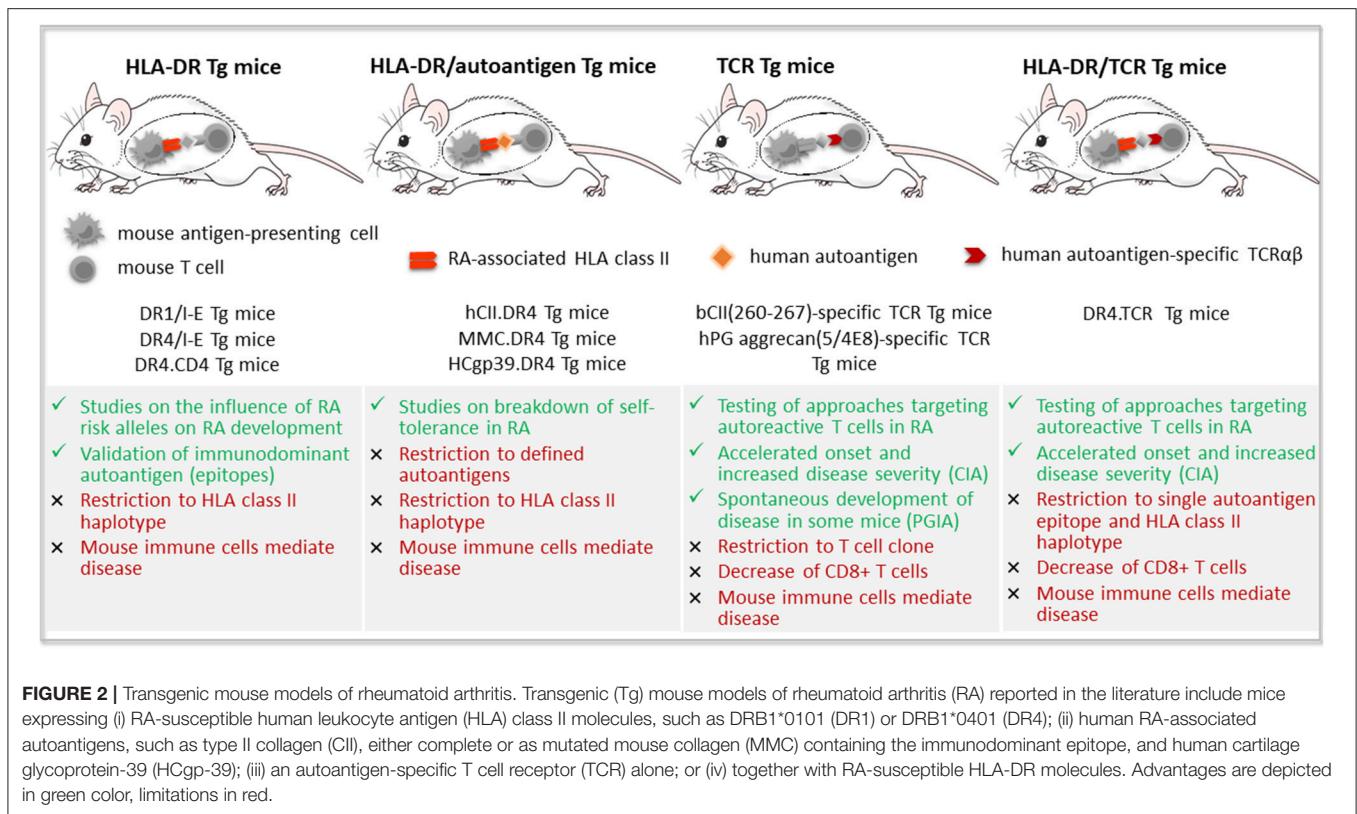 HLA-DR Tg mice
HLA-DR/autoantigen Tg mice
TCR Tg mice
HLA-DR/TCR Tg mice
mouse antigen-presenting cell
mouse T cell
RA-associated HLA class II
human autoantigen
human autoantigen-specific TCRαβ
DR1/I-E Tg mice
DR4/I-E Tg mice
DR4.CD4 Tg mice
hCII.DR4 Tg mice
MMC.DR4 Tg mice
HCgp39.DR4 Tg mice
bCII(260-267)-specific TCR Tg mice
hPG aggrecan(5/4E8)-specific TCR
Tg mice
DR4.TCR Tg mice
✓ Studies on the influence of RA
risk alleles on RA development
✓ Validation of immunodominant
autoantigen (epitopes)
× Restriction to HLA class II
haplotype
× Mouse immune cells mediate
disease
✓ Studies on breakdown of self-
tolerance in RA
× Restriction to defined
autoantigens
× Restriction to HLA class II
haplotype
× Mouse immune cells mediate
disease
✓ Testing of approaches targeting
autoreactive T cells in RA
✓ Accelerated onset and
increased disease severity (CIA)
✓ Spontaneous development of
disease in some mice (PGIA)
× Restriction to T cell clone
× Decrease of CD8+ T cells
× Mouse immune cells mediate
disease
✓ Testing of approaches targeting
autoreactive T cells in RA
✓ Accelerated onset and increased
disease severity (CIA)
× Restriction to single autoantigen
epitope and HLA class II
haplotype
× Decrease of CD8+ T cells
× Mouse immune cells mediate
disease
FIGURE 2 | Transgenic mouse models of rheumatoid arthritis. Transgenic (Tg) mouse models of rheumatoid arthritis (RA) reported in the literature include mice
expressing (i) RA-susceptible human leukocyte antigen (HLA) class II molecules, such as DRB1*0101 (DR1) or DRB1*0401 (DR4); (ii) human RA-associated
autoantigens, such as type II collagen (CII), either complete or as mutated mouse collagen (MMC) containing the immunodominant epitope, and human cartilage
glycoprotein-39 (HCgp-39); (iii) an autoantigen-specific T cell receptor (TCR) alone; or (iv) together with RA-susceptible HLA-DR molecules. Advantages are depicted
in green color, limitations in red.